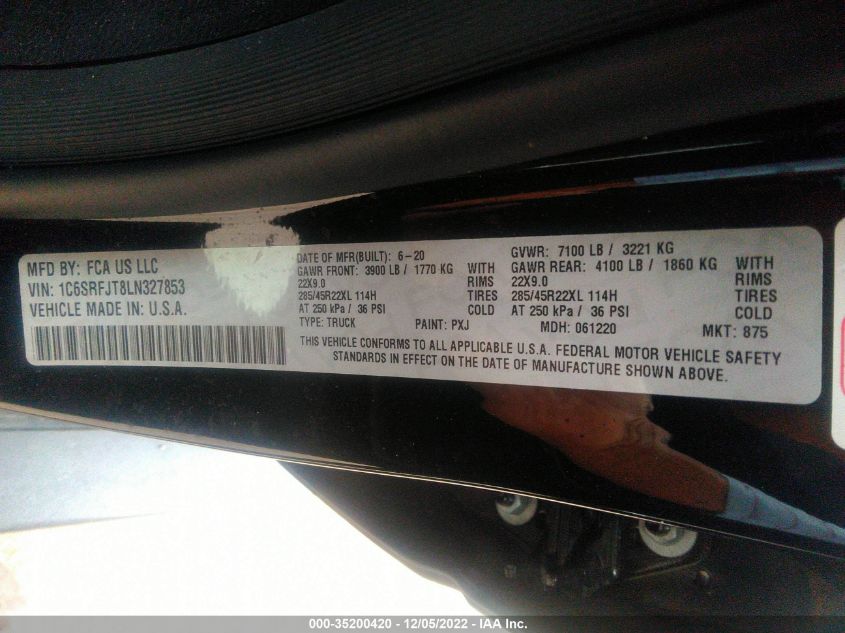 MFD BY: FCA US LLC
VIN: 1C6SRFJT8LN327853
VEHICLE MADE IN: U.S.A.
DATE OF MFR(BUILT): 6-20
GVWR: 7100 LB / 3221 KG
GAWR FRONT: 3900 LB / 1770 KG WITH GAWR REAR: 4100 LB / 1860 KG WITH
22X9.0 RIMS 22X9.0 RIMS
285/45R22XL 114H TIRES 285/45R22XL 114H TIRES
AT 250 kPa / 36 PSI COLD AT 250 kPa / 36 PSI COLD
TYPE: TRUCK PAINT: PXJ MDH: 061220 MKT: 875
THIS VEHICLE CONFORMS TO ALL APPLICABLE U.S.A. FEDERAL MOTOR VEHICLE SAFETY
STANDARDS IN EFFECT ON THE DATE OF MANUFACTURE SHOWN ABOVE.
000-35200420 - 12/05/2022 - IAA Inc.